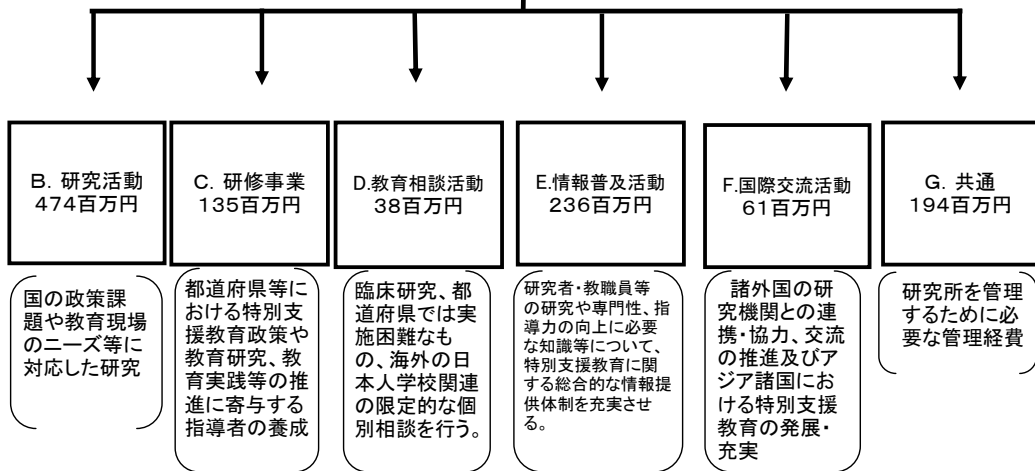 B. 研究活動
474百万円
C. 研修事業
135百万円
D.教育相談活動
38百万円
E.情報普及活動
236百万円
F.国際交流活動
61百万円
G. 共通
194百万円
国の政策課
題や教育現場
のニーズ等に
対応した研究
都道府県等に
おける特別支
援教育政策や
教育研究、教
育実践等の推
進に寄与する
指導者の養成
臨床研究、都
道府県では実
施困難なも
の、海外の日
本人学校関連
の限定的な個
別相談を行う。
研究者・教職員等
の研究や専門性、指
導力の向上に必要
な知識等について、
特別支援教育に関
する総合的な情報提
供体制を充実させ
る。
諸外国の研
究機関との連
携・協力、交流
の推進及びア
ジア諸国にお
ける特別支援
教育の発展・
充実
研究所を管理
するために必
要な管理経費